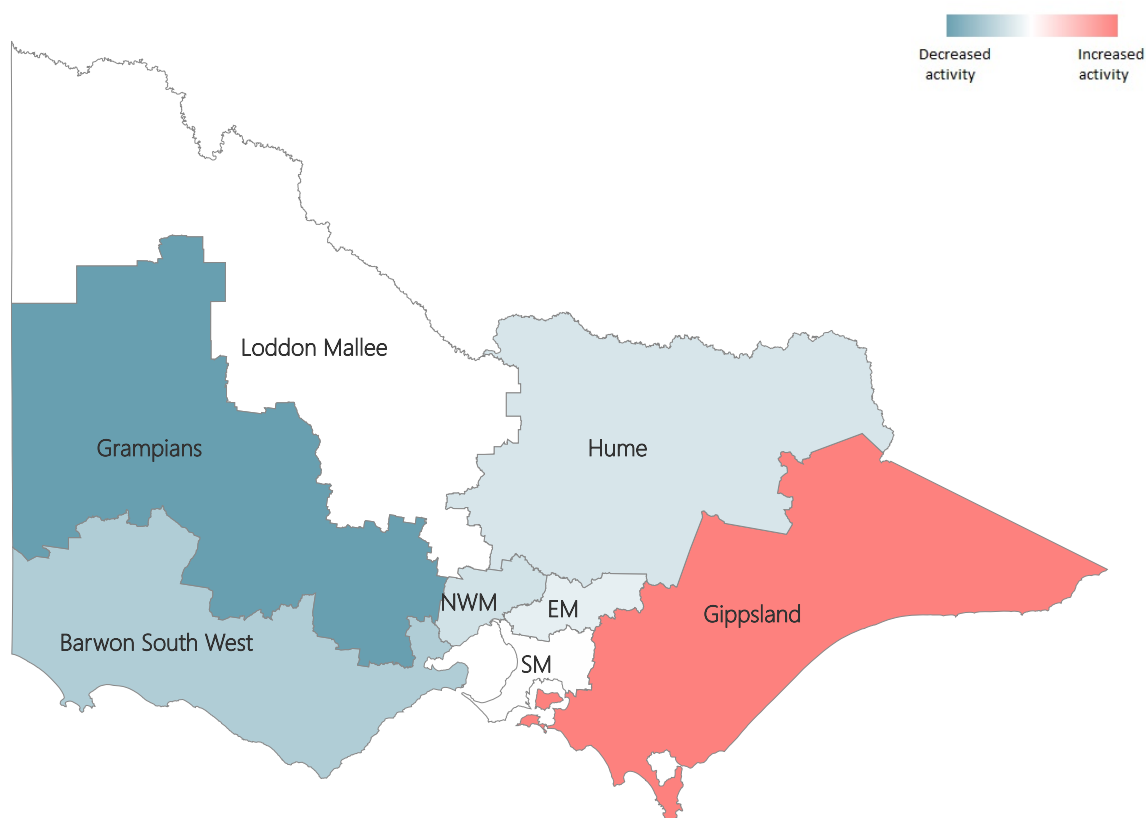 Decreased
activity
Increased
activity
Loddon Mallee
Grampians
Hume
NWM
EM
Gippsland
Barwon South West
SM